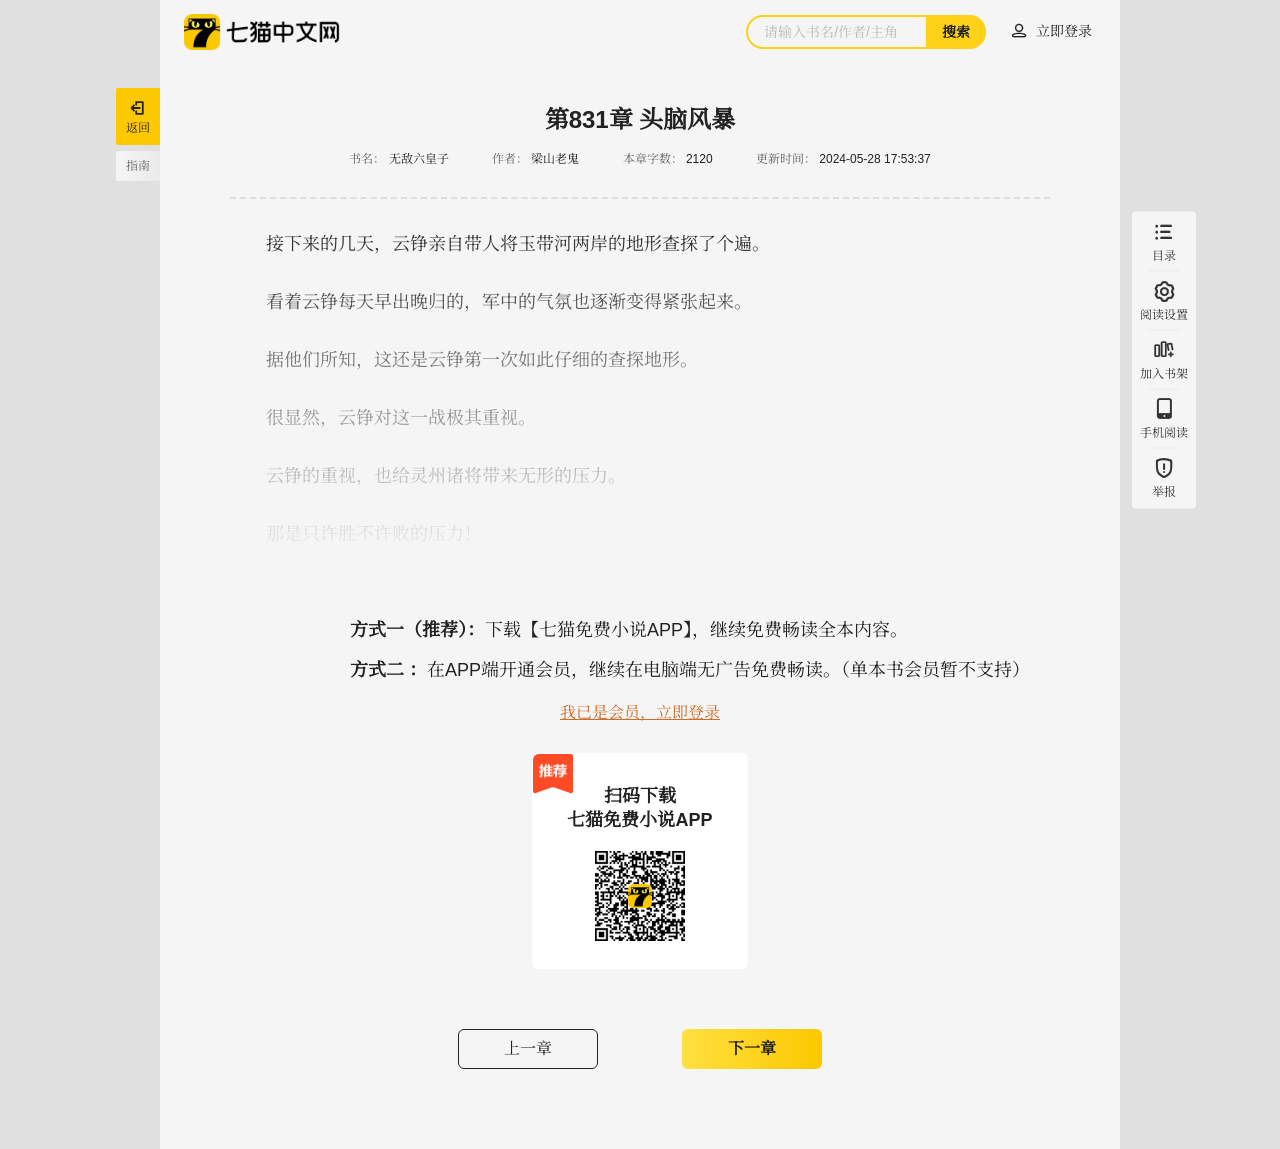 七猫中文网
请输入书名/作者/主角
搜索
立即登录
返回
指南
第831章 头脑风暴
书名： 无敌六皇子 作者： 梁山老鬼 本章字数： 2120 更新时间： 2024-05-28 17:53:37
接下来的几天，云铮亲自带人将玉带河两岸的地形查探了个遍。
看着云铮每天早出晚归的，军中的气氛也逐渐变得紧张起来。
据他们所知，这还是云铮第一次如此仔细的查探地形。
很显然，云铮对这一战极其重视。
云铮的重视，也给灵州诸将带来无形的压力。
那是只许胜不许败的压力！
方式一（推荐）：下载【七猫免费小说APP】，继续免费畅读全本内容。
方式二 ：在APP端开通会员，继续在电脑端无广告免费畅读。（单本书会员暂不支持）
我已是会员，立即登录
推荐
扫码下载
七猫免费小说APP
上一章
下一章
目录
阅读设置
加入书架
手机阅读
举报